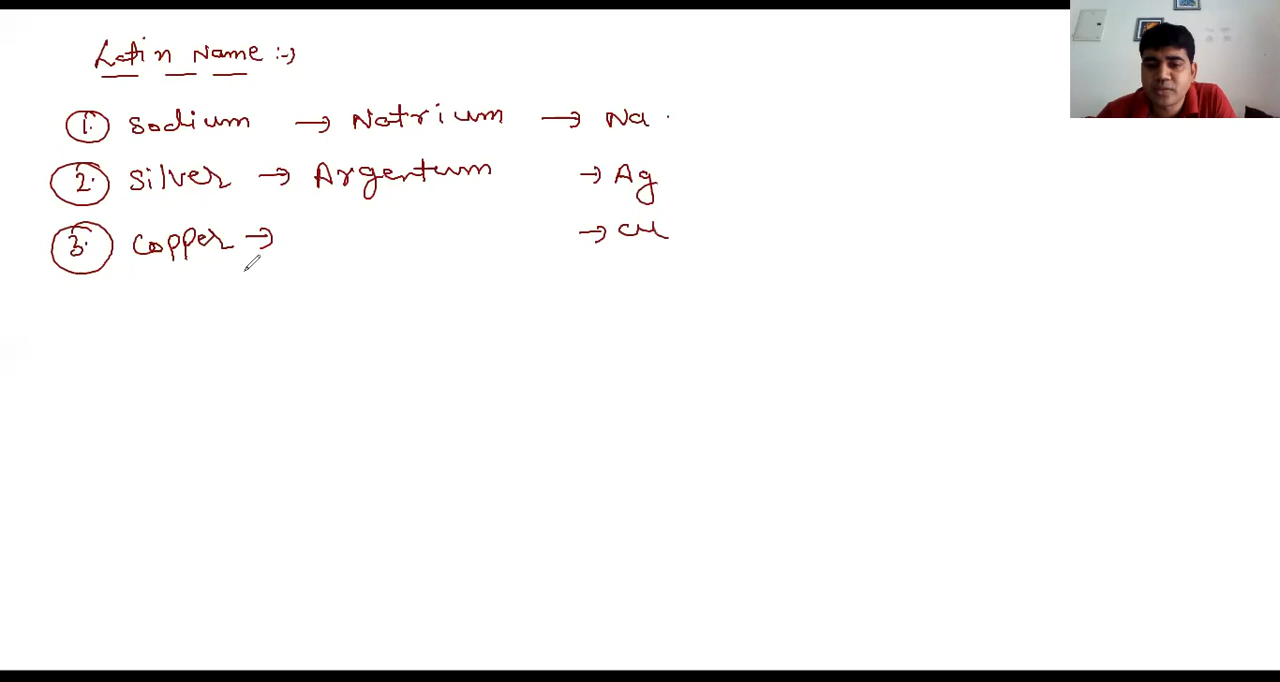 Latin Name :-)
1. Sodium → Natrium → Na.
2. Silver → Argentum → Ag
3. Copper → → Cu